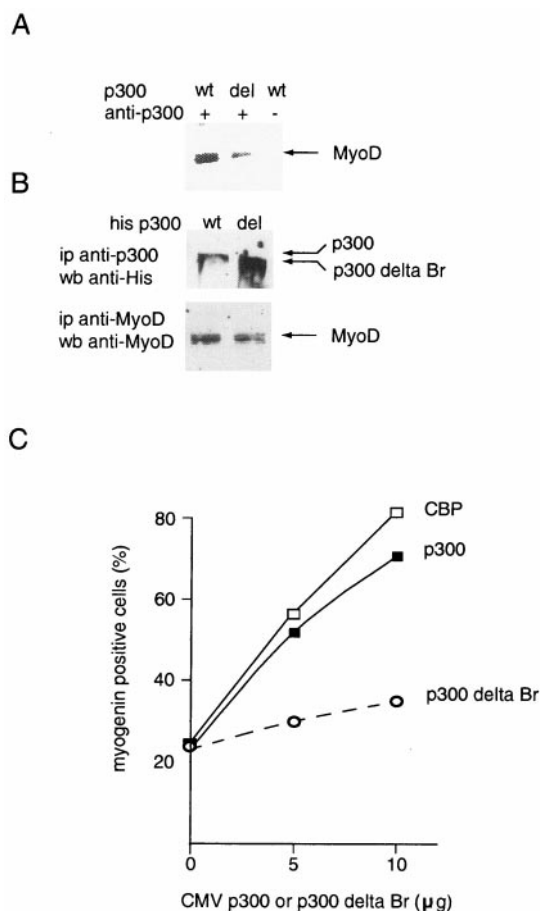 A
p300 wt del wt
anti-p300 + + -
MyoD
B
his p300 wt del
ip anti-p300
wb anti-His
p300
p300 delta Br
ip anti-MyoD
wb anti-MyoD
MyoD
C
myogenin positive cells (%)
80
60
40
20
CBP
p300
p300 delta Br
0 5 10
CMV p300 or p300 delta Br (µg)